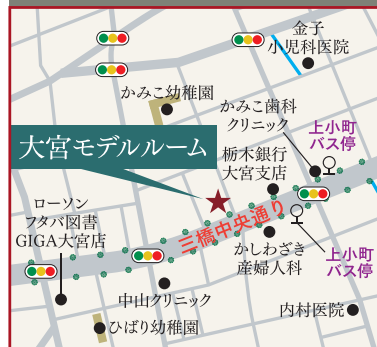 金子
小児科医院
かみこ幼稚園
かみこ歯科
クリニック
上小町
バス停
大宮モデルルーム
栃木銀行
大宮支店
三橋中央通り
ローソン
フタバ図書
GIGA大宮店
かしわざき
産婦人科
上小町
バス停
中山クリニック
内村医院
ひばり幼稚園